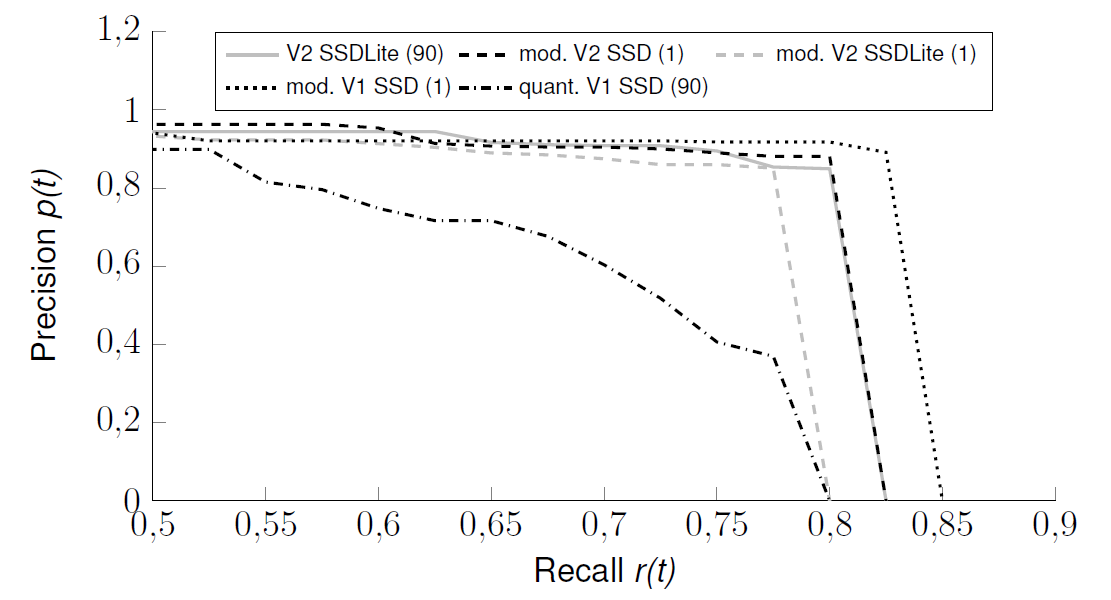 1,2
V2 SSDLite (90) mod. V2 SSD (1) mod. V2 SSDLite (1)
mod. V1 SSD (1) quant. V1 SSD (90)
1
0,8
0,6
0,4
0,2
0
Precision p(t)
0,5 0,55 0,6 0,65 0,7 0,75 0,8 0,85 0,9
Recall r(t)